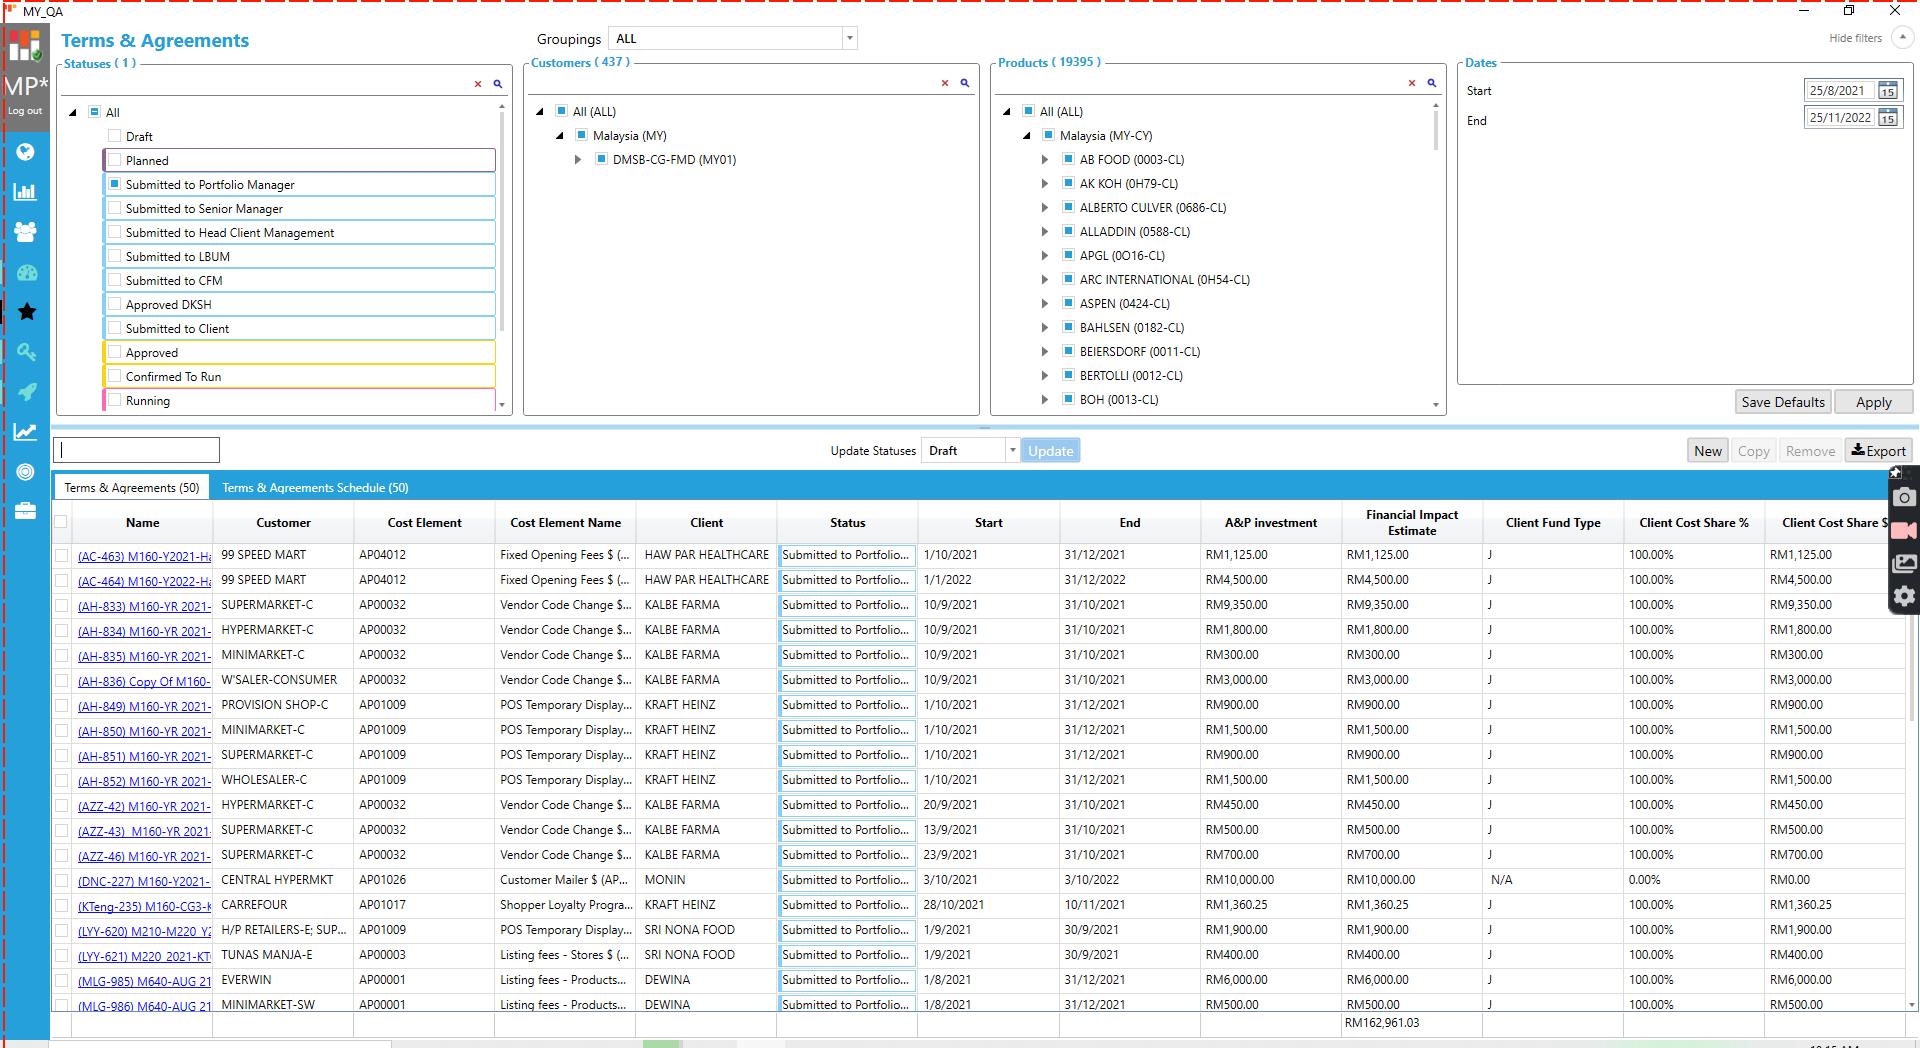 MY_QA
MP*
Log out
Terms & Agreements
Groupings ALL
Hide filters
Statuses ( 1 )
All
Draft
Planned
Submitted to Portfolio Manager
Submitted to Senior Manager
Submitted to Head Client Management
Submitted to LBUM
Submitted to CFM
Approved DKSH
Submitted to Client
Approved
Confirmed To Run
Running
Customers ( 437 )
All (ALL)
Malaysia (MY)
DMSB-CG-FMD (MY01)
Products ( 19395 )
All (ALL)
Malaysia (MY-CY)
AB FOOD (0003-CL)
AK KOH (0H79-CL)
ALBERTO CULVER (0686-CL)
ALLADDIN (0588-CL)
APGL (0O16-CL)
ARC INTERNATIONAL (0H54-CL)
ASPEN (0424-CL)
BAHLSEN (0182-CL)
BEIERSDORF (0011-CL)
BERTOLLI (0012-CL)
BOH (0013-CL)
Dates
Start 25/8/2021 15
End 25/11/2022 15
Save Defaults Apply
Update Statuses Draft Update New Copy Remove Export
Terms & Agreements (50) Terms & Agreements Schedule (50)
Name Customer Cost Element Cost Element Name Client Status Start End A&P investment Financial Impact Estimate Client Fund Type Client Cost Share % Client Cost Share $
(AC-463) M160-Y2021-Ha 99 SPEED MART AP04012 Fixed Opening Fees $ (... HAW PAR HEALTHCARE Submitted to Portfolio... 1/10/2021 31/12/2021 RM1,125.00 RM1,125.00 J 100.00% RM1,125.00
(AC-464) M160-Y2022-Ha 99 SPEED MART AP04012 Fixed Opening Fees $ (... HAW PAR HEALTHCARE Submitted to Portfolio... 1/1/2022 31/12/2022 RM4,500.00 RM4,500.00 J 100.00% RM4,500.00
(AH-833) M160-YR 2021- SUPERMARKET-C AP00032 Vendor Code Change $... KALBE FARMA Submitted to Portfolio... 10/9/2021 31/10/2021 RM9,350.00 RM9,350.00 J 100.00% RM9,350.00
(AH-834) M160-YR 2021- HYPERMARKET-C AP00032 Vendor Code Change $... KALBE FARMA Submitted to Portfolio... 10/9/2021 31/10/2021 RM1,800.00 RM1,800.00 J 100.00% RM1,800.00
(AH-835) M160-YR 2021- MINIMARKET-C AP00032 Vendor Code Change $... KALBE FARMA Submitted to Portfolio... 10/9/2021 31/10/2021 RM300.00 RM300.00 J 100.00% RM300.00
(AH-836) Copy Of M160- W'SALER-CONSUMER AP00032 Vendor Code Change $... KALBE FARMA Submitted to Portfolio... 10/9/2021 31/10/2021 RM3,000.00 RM3,000.00 J 100.00% RM3,000.00
(AH-849) M160-YR 2021- PROVISION SHOP-C AP01009 POS Temporary Display... KRAFT HEINZ Submitted to Portfolio... 1/10/2021 31/12/2021 RM900.00 RM900.00 J 100.00% RM900.00
(AH-850) M160-YR 2021- MINIMARKET-C AP01009 POS Temporary Display... KRAFT HEINZ Submitted to Portfolio... 1/10/2021 31/12/2021 RM1,500.00 RM1,500.00 J 100.00% RM1,500.00
(AH-851) M160-YR 2021- SUPERMARKET-C AP01009 POS Temporary Display... KRAFT HEINZ Submitted to Portfolio... 1/10/2021 31/12/2021 RM900.00 RM900.00 J 100.00% RM900.00
(AH-852) M160-YR 2021- WHOLESALER-C AP01009 POS Temporary Display... KRAFT HEINZ Submitted to Portfolio... 1/10/2021 31/12/2021 RM1,500.00 RM1,500.00 J 100.00% RM1,500.00
(AZZ-42) M160-YR 2021- HYPERMARKET-C AP00032 Vendor Code Change $... KALBE FARMA Submitted to Portfolio... 20/9/2021 31/10/2021 RM450.00 RM450.00 J 100.00% RM450.00
(AZZ-43) M160-YR 2021- SUPERMARKET-C AP00032 Vendor Code Change $... KALBE FARMA Submitted to Portfolio... 13/9/2021 31/10/2021 RM500.00 RM500.00 J 100.00% RM500.00
(AZZ-46) M160-YR 2021- SUPERMARKET-C AP00032 Vendor Code Change $... KALBE FARMA Submitted to Portfolio... 23/9/2021 31/10/2021 RM700.00 RM700.00 J 100.00% RM700.00
(DNC-227) M160-Y2021- CENTRAL HYPERMKT AP01026 Customer Mailer $ (AP... MONIN Submitted to Portfolio... 3/10/2021 3/10/2022 RM10,000.00 RM10,000.00 N/A 0.00% RM0.00
(KTeng-235) M160-CG3-K CARREFOUR AP01017 Shopper Loyalty Progra... KRAFT HEINZ Submitted to Portfolio... 28/10/2021 10/11/2021 RM1,360.25 RM1,360.25 J 100.00% RM1,360.25
(LYY-620) M210-M220 Y2 H/P RETAILERS-E; SUP... AP01009 POS Temporary Display... SRI NONA FOOD Submitted to Portfolio... 1/9/2021 30/9/2021 RM1,900.00 RM1,900.00 J 100.00% RM1,900.00
(LYY-621) M220 2021-KT TUNAS MANJA-E AP00003 Listing fees - Stores $ (... SRI NONA FOOD Submitted to Portfolio... 1/9/2021 30/9/2021 RM400.00 RM400.00 J 100.00% RM400.00
(MLG-985) M640-AUG 21 EVERWIN AP00001 Listing fees - Products... DEWINA Submitted to Portfolio... 1/8/2021 31/12/2021 RM6,000.00 RM6,000.00 J 100.00% RM6,000.00
(MLG-986) M640-AUG 21 MINIMARKET-SW AP00001 Listing fees - Products... DEWINA Submitted to Portfolio... 1/8/2021 31/12/2021 RM500.00 RM500.00 J 100.00% RM500.00
RM162,961.03